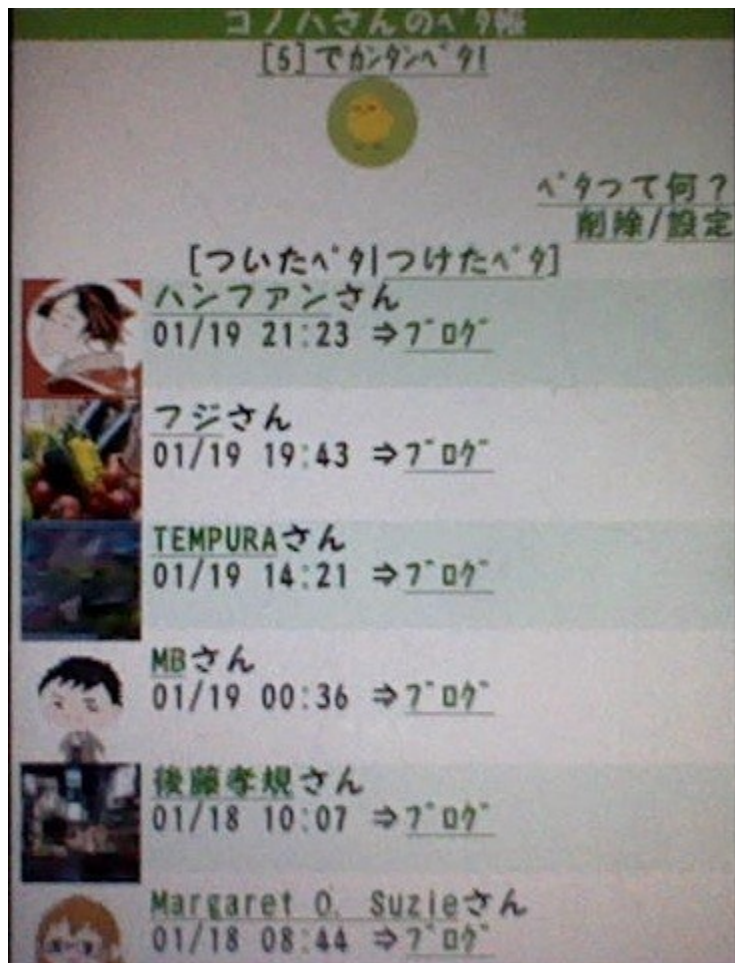 コノハさんのﾍﾟﾀ帳
[5]でｶﾝﾀﾝﾍﾟﾀ!
ﾍﾟﾀって何？
削除/設定
[ついたﾍﾟﾀ|つけたﾍﾟﾀ]
ハンファンさん
01/19 21:23 ⇒ﾌﾞﾛｸﾞ
フジさん
01/19 19:43 ⇒ﾌﾞﾛｸﾞ
TEMPURAさん
01/19 14:21 ⇒ﾌﾞﾛｸﾞ
MBさん
01/19 00:36 ⇒ﾌﾞﾛｸﾞ
後藤孝規さん
01/18 10:07 ⇒ﾌﾞﾛｸﾞ
Margaret O. Suzieさん
01/18 08:44 ⇒ﾌﾞﾛｸﾞ